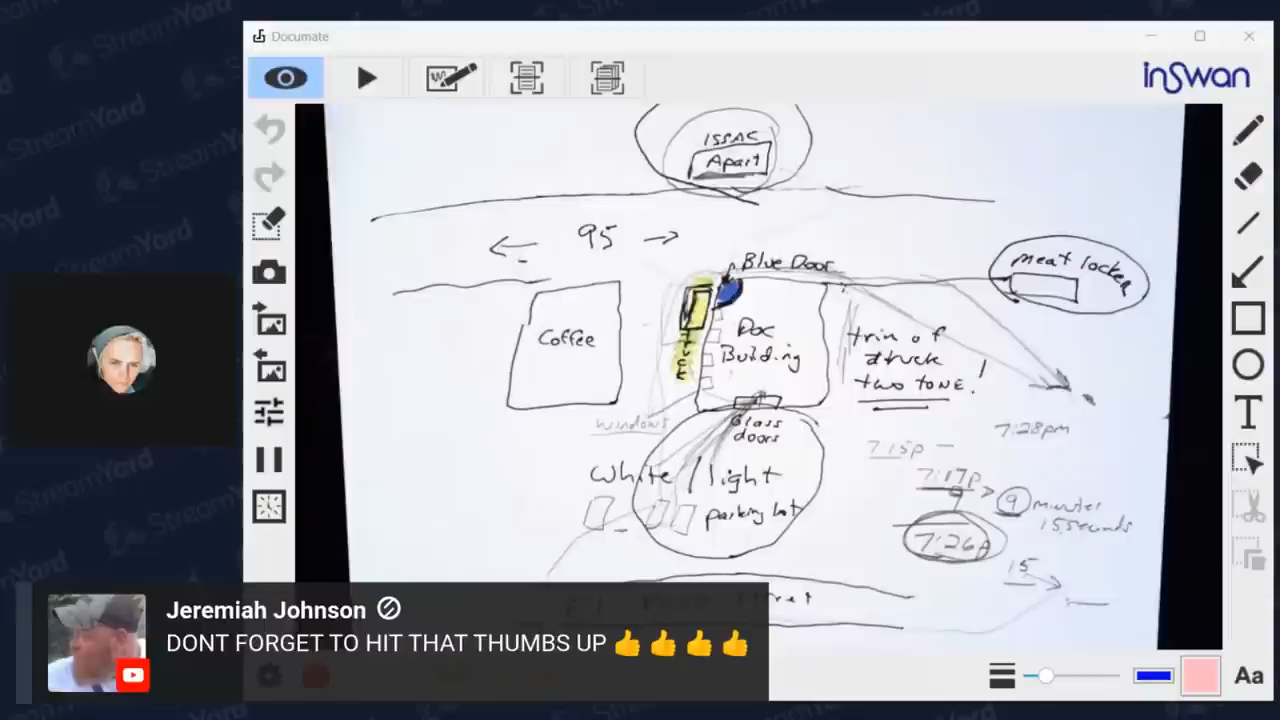 Documate
inSwan
ISSAC
Apart
← 95 →
Blue Door
meat locker
Coffee
TRUCK
Doc
Building
trim of
truck
two TONE!
windows
Glass
doors
7:28pm
7:15p —
7:17p
White / light
parking lot
> 9 minutes
15 seconds
7:26p
15
Jeremiah Johnson
DONT FORGET TO HIT THAT THUMBS UP 👍 👍 👍 👍
T
Aa
StreamYard